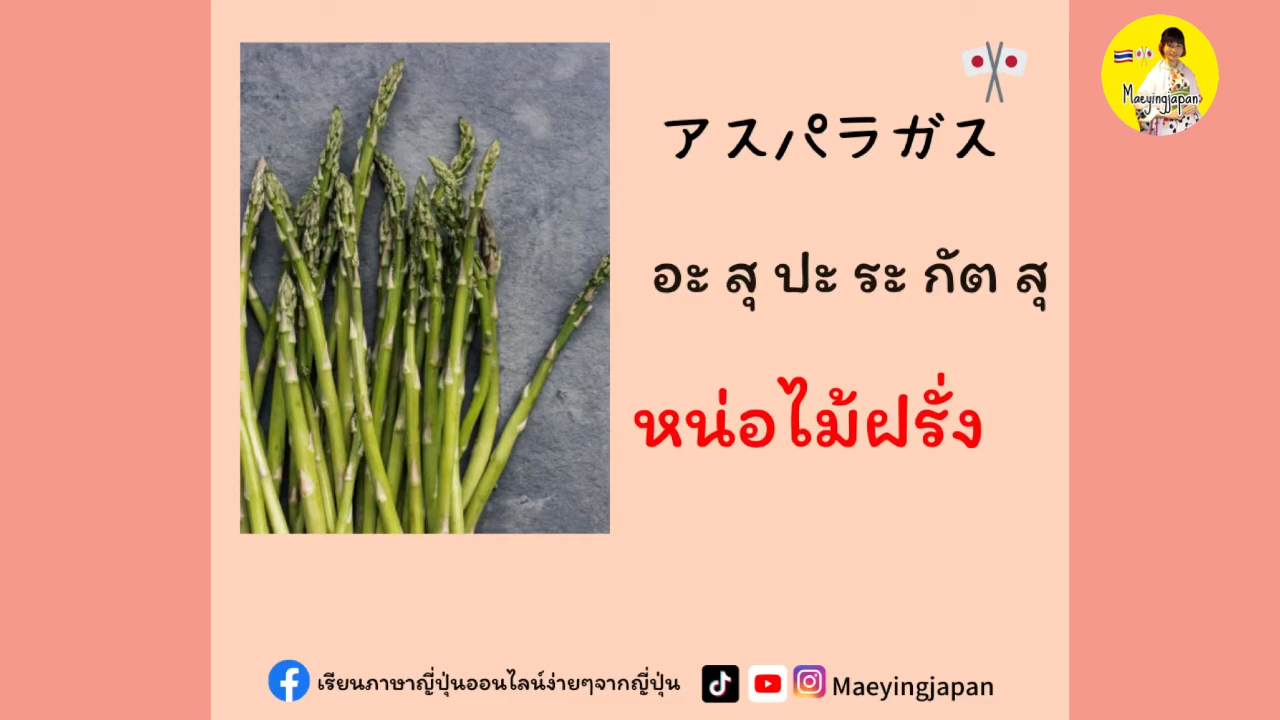 アスパラガス
อะ สุ ปะ ระ กัต สุ
หน่อไม้ฝรั่ง
Maeyingjapan
เรียนภาษาญี่ปุ่นออนไลน์ง่ายๆจากญี่ปุ่น
Maeyingjapan